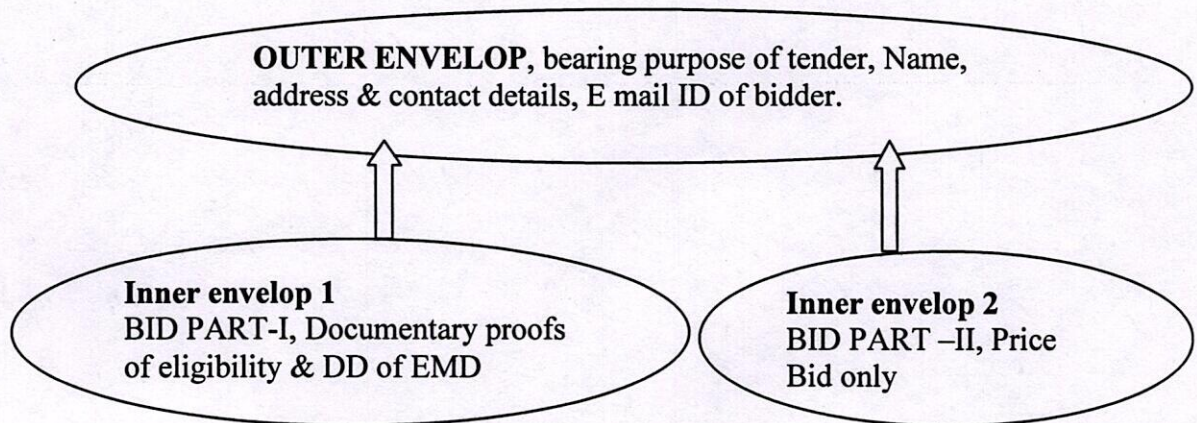 OUTER ENVELOP, bearing purpose of tender, Name,
address & contact details, E mail ID of bidder.
Inner envelop 1
BID PART-I, Documentary proofs
of eligibility & DD of EMD
Inner envelop 2
BID PART –II, Price
Bid only